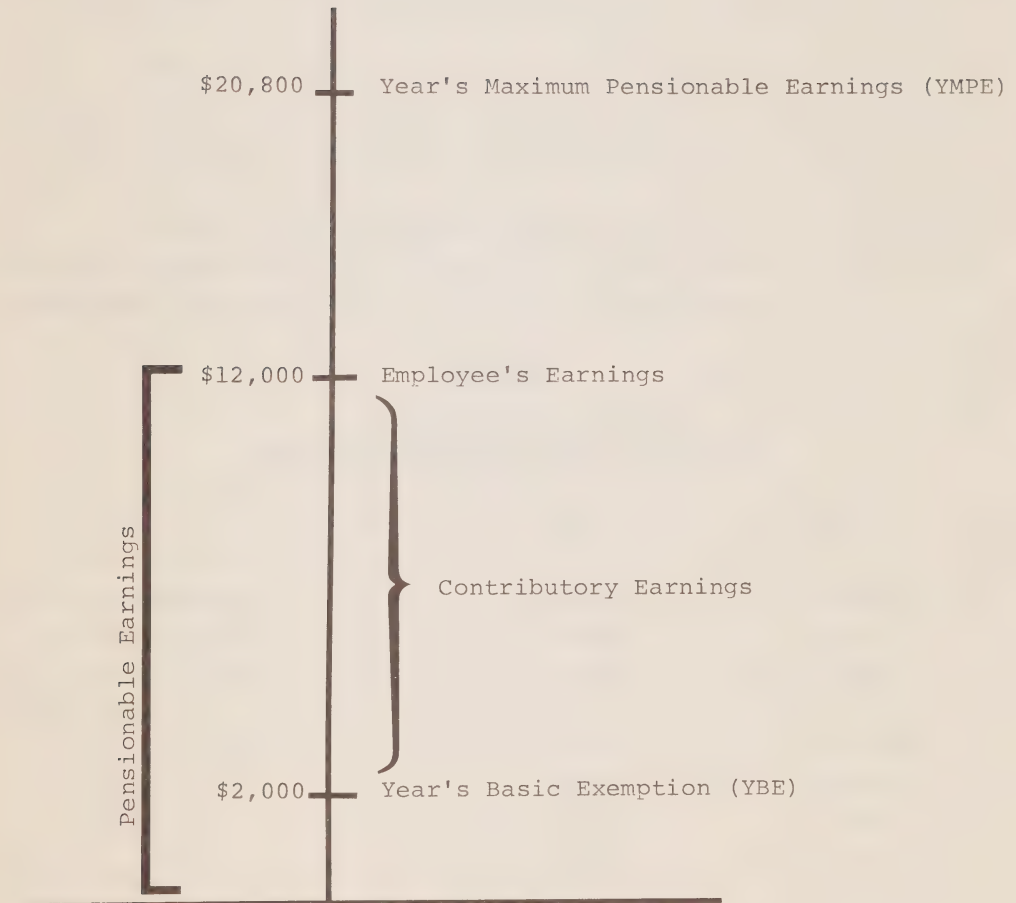 $20,800 Year's Maximum Pensionable Earnings (YMPE)
$12,000 Employee's Earnings
Pensionable Earnings
Contributory Earnings
$2,000 Year's Basic Exemption (YBE)